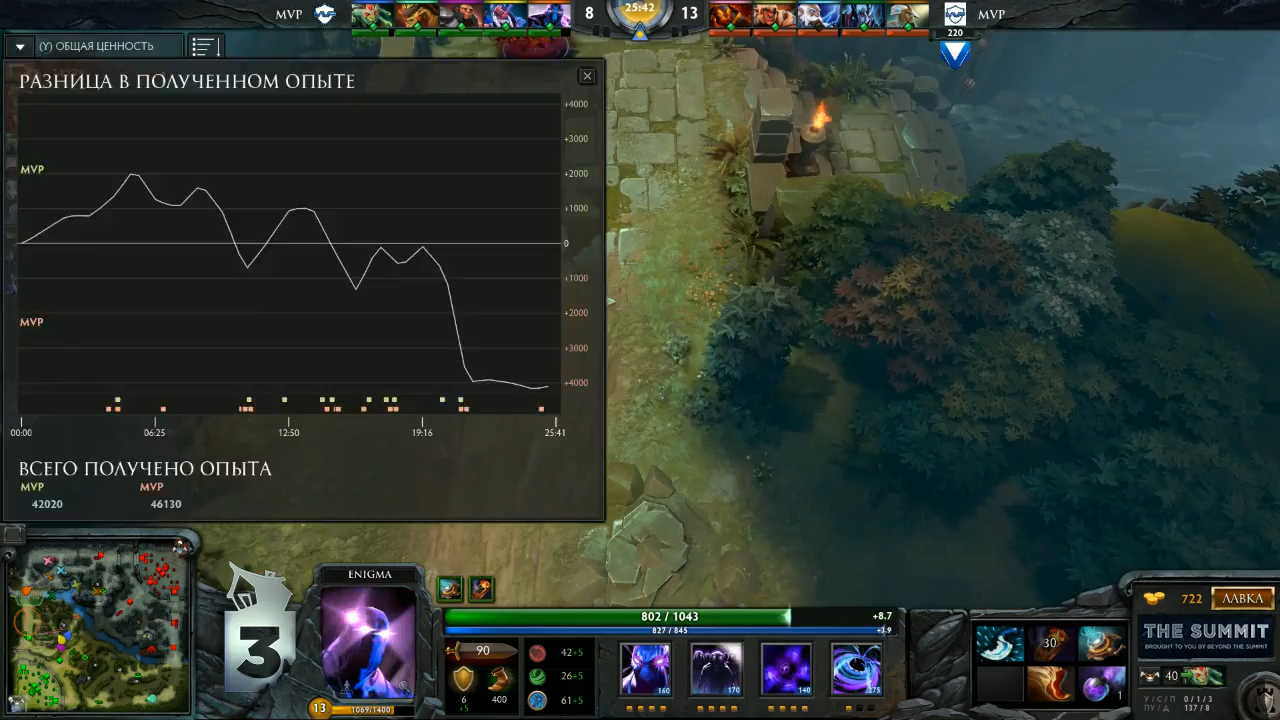 MVP
8
25:42
13
MVP
220
(Y) ОБЩАЯ ЦЕННОСТЬ
РАЗНИЦА В ПОЛУЧЕННОМ ОПЫТЕ
+4000
+3000
MVP
+2000
+1000
0
+1000
+2000
MVP
+3000
+4000
00:00
06:25
12:50
19:16
25:41
ВСЕГО ПОЛУЧЕНО ОПЫТА
MVP
MVP
42020
46130
ENIGMA
3
13
1069/1400
802 / 1043
+8.7
827 / 845
+3.9
90
6
+5
400
42+5
26+5
61+5
160
170
140
275
30
1
722
ЛАВКА
THE SUMMIT
BROUGHT TO YOU BY BEYOND THE SUMMIT
40
У / С / П 0 / 1 / 3
ПУ / Д 137 / 8